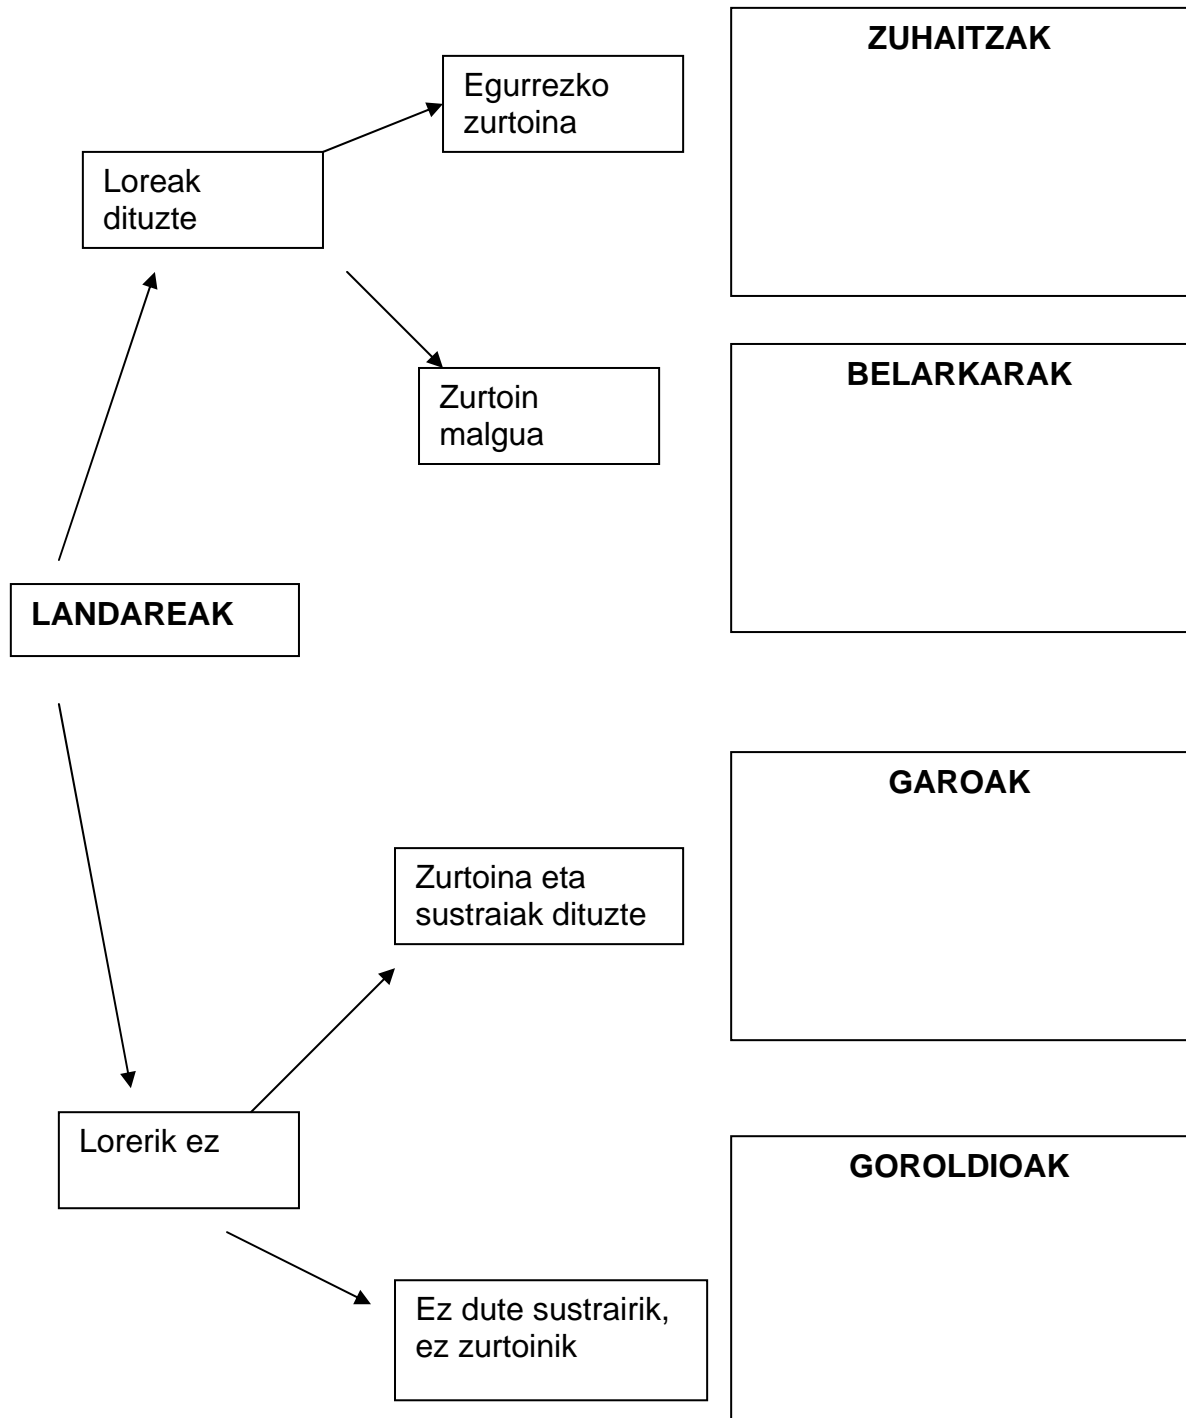 ZUHAITZAK
Egurrezko
zurtoina
Loreak
dituzte
BELARKARAK
Zurtoin
malgua
LANDAREAK
GAROAK
Zurtoina eta
sustraiak dituzte
Lorerik ez
GOROLDIOAK
Ez dute sustrairik,
ez zurtoinik